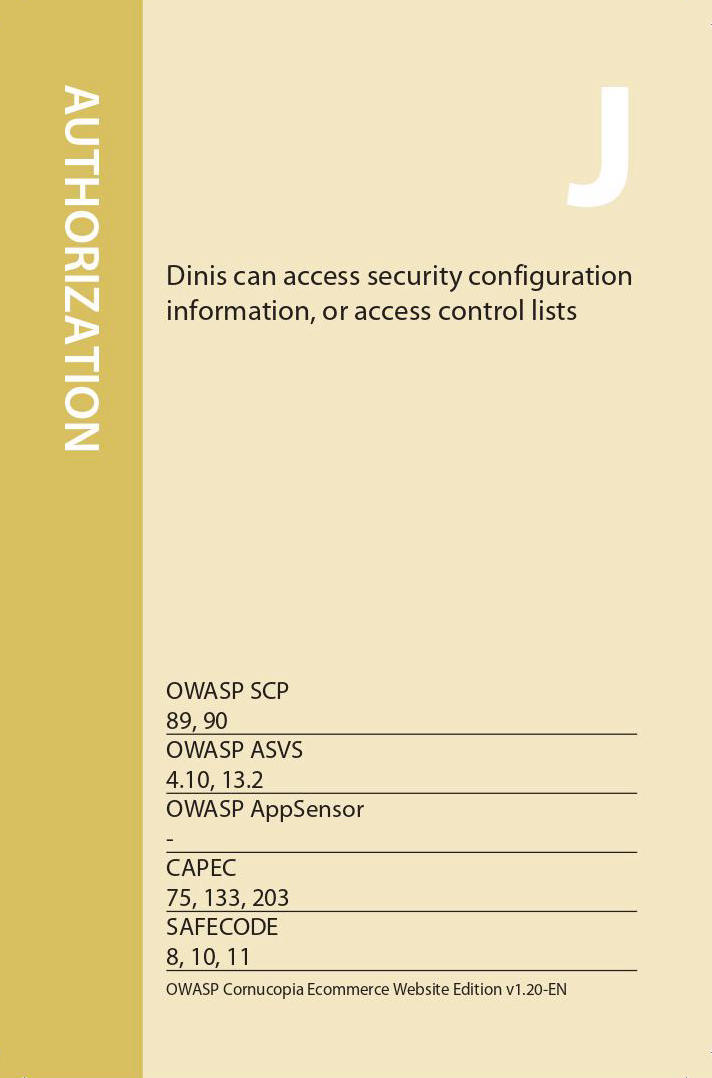 AUTHORIZATION
J
Dinis can access security configuration
information, or access control lists
OWASP SCP
89, 90
OWASP ASVS
4.10, 13.2
OWASP AppSensor
-
CAPEC
75, 133, 203
SAFECODE
8, 10, 11
OWASP Cornucopia Ecommerce Website Edition v1.20-EN